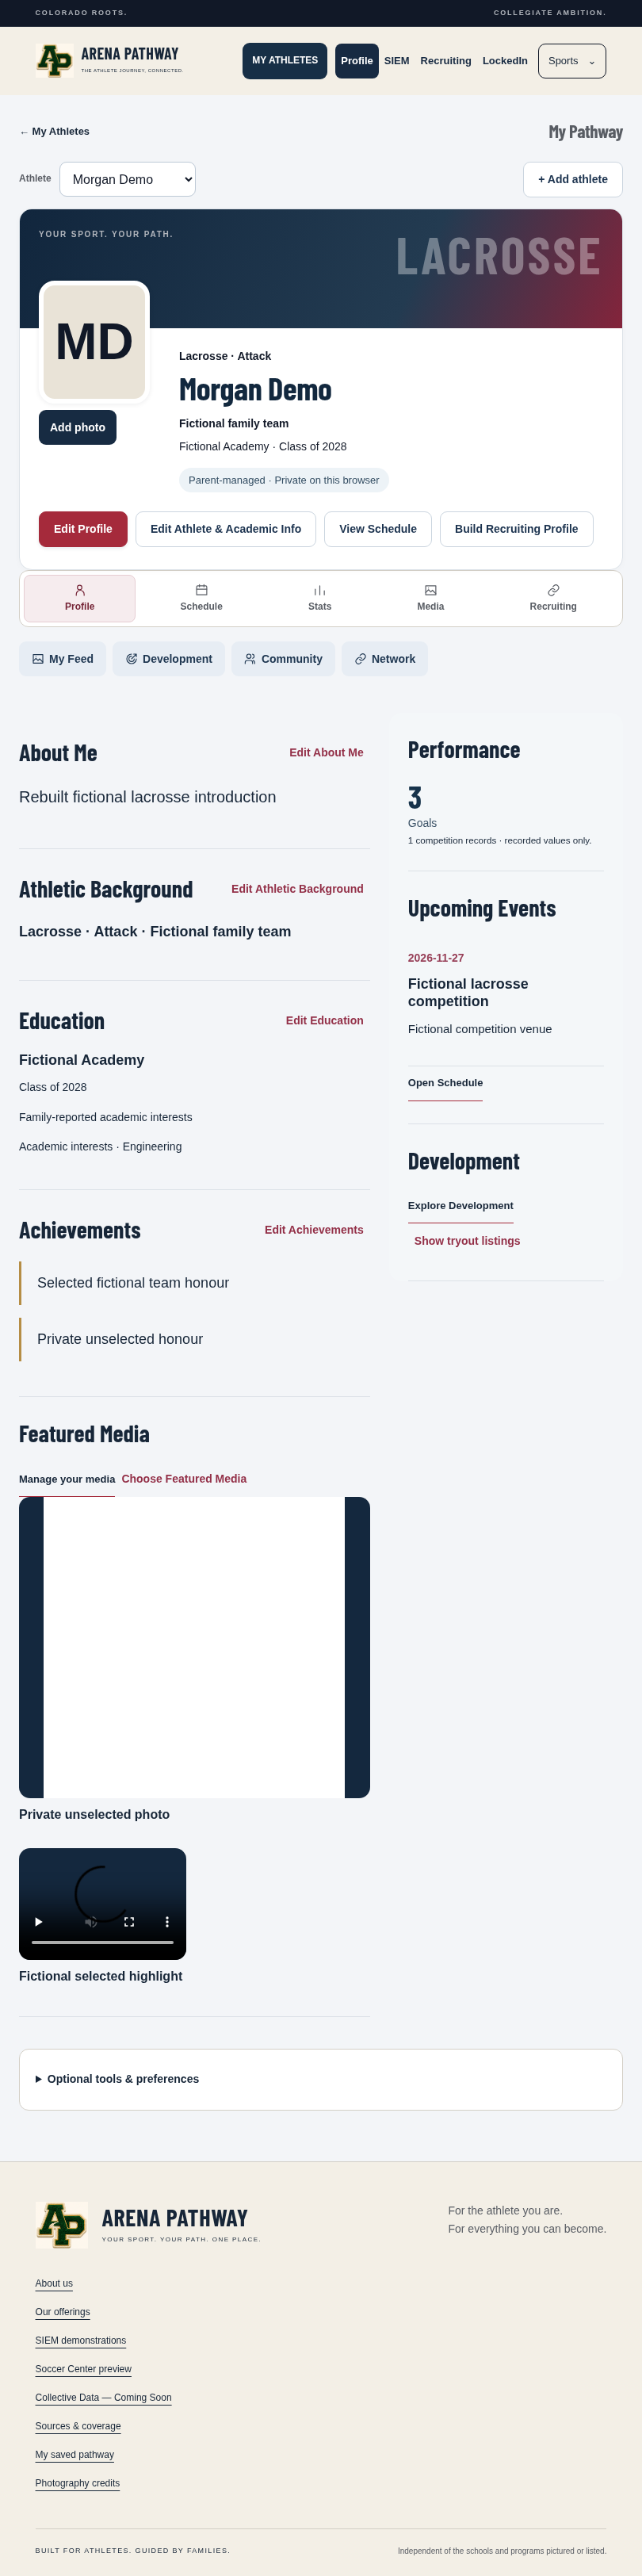 COLORADO ROOTS.
COLLEGIATE AMBITION.
AP
ARENA PATHWAY
THE ATHLETE JOURNEY, CONNECTED.
MY ATHLETES
Profile
SIEM
Recruiting
LockedIn
Sports
← My Athletes
My Pathway
Athlete
Morgan Demo
+ Add athlete
YOUR SPORT. YOUR PATH.
LACROSSE
MD
Add photo
Lacrosse · Attack
Morgan Demo
Fictional family team
Fictional Academy · Class of 2028
Parent-managed · Private on this browser
Edit Profile
Edit Athlete & Academic Info
View Schedule
Build Recruiting Profile
Profile
Schedule
Stats
Media
Recruiting
My Feed
Development
Community
Network
About Me
Edit About Me
Rebuilt fictional lacrosse introduction
Athletic Background
Edit Athletic Background
Lacrosse · Attack · Fictional family team
Education
Edit Education
Fictional Academy
Class of 2028
Family-reported academic interests
Academic interests · Engineering
Achievements
Edit Achievements
Selected fictional team honour
Private unselected honour
Featured Media
Manage your media
Choose Featured Media
Private unselected photo
Fictional selected highlight
Performance
3
Goals
1 competition records · recorded values only.
Upcoming Events
2026-11-27
Fictional lacrosse
competition
Fictional competition venue
Open Schedule
Development
Explore Development
Show tryout listings
Optional tools & preferences
AP
ARENA PATHWAY
YOUR SPORT. YOUR PATH. ONE PLACE.
For the athlete you are.
For everything you can become.
About us
Our offerings
SIEM demonstrations
Soccer Center preview
Collective Data — Coming Soon
Sources & coverage
My saved pathway
Photography credits
BUILT FOR ATHLETES. GUIDED BY FAMILIES.
Independent of the schools and programs pictured or listed.